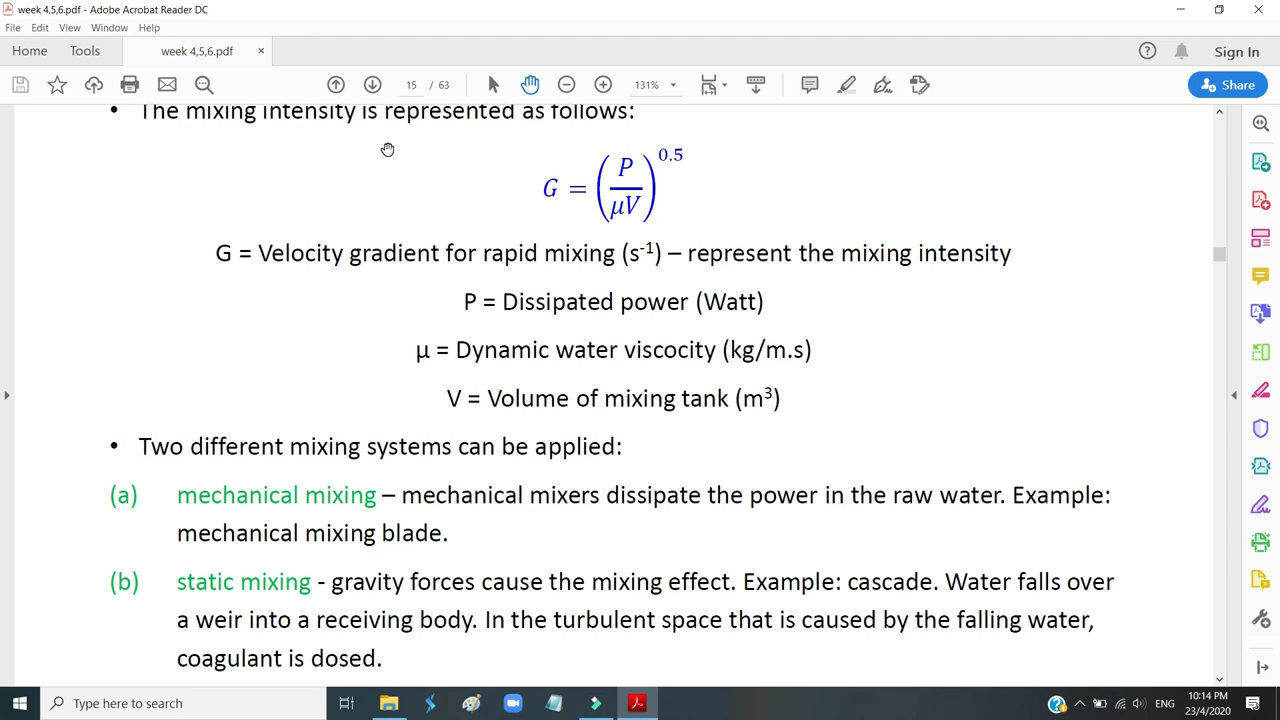 week 4,5,6.pdf - Adobe Acrobat Reader DC
File Edit View Window Help
Home Tools week 4,5,6.pdf × Sign In
15 / 63 131% Share
• The mixing intensity is represented as follows:
G = (P/μV)^0.5
G = Velocity gradient for rapid mixing (s-1) – represent the mixing intensity
P = Dissipated power (Watt)
μ = Dynamic water viscocity (kg/m.s)
V = Volume of mixing tank (m3)
• Two different mixing systems can be applied:
(a) mechanical mixing – mechanical mixers dissipate the power in the raw water. Example:
mechanical mixing blade.
(b) static mixing - gravity forces cause the mixing effect. Example: cascade. Water falls over
a weir into a receiving body. In the turbulent space that is caused by the falling water,
coagulant is dosed.
Type here to search
ENG
10:14 PM
23/4/2020